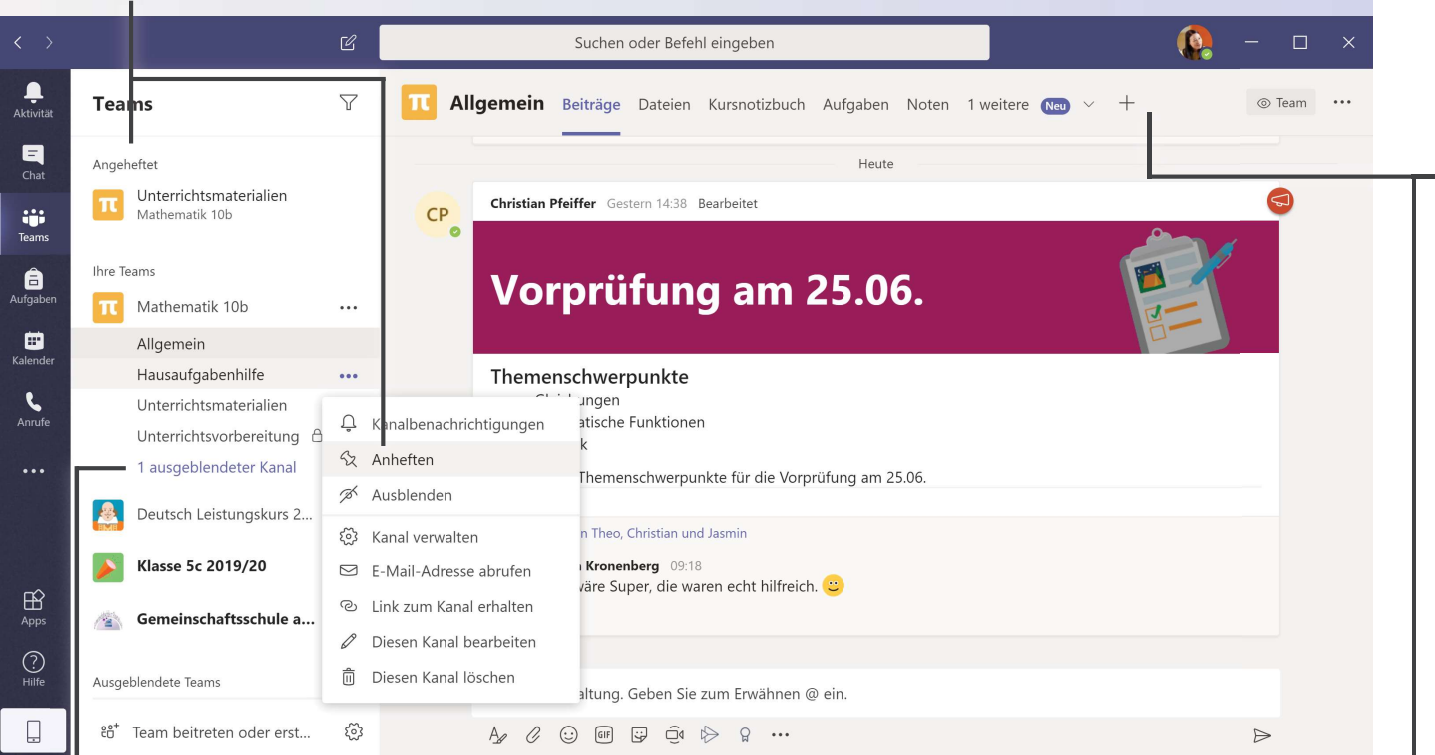 Suchen oder Befehl eingeben
Aktivität
Chat
Teams
Aufgaben
Kalender
Anrufe
Apps
Hilfe
Teams
Angeheftet
Unterrichtsmaterialien
Mathematik 10b
Ihre Teams
Mathematik 10b
Allgemein
Hausaufgabenhilfe
Unterrichtsmaterialien
Unterrichtsvorbereitung
1 ausgeblendeter Kanal
Deutsch Leistungskurs 2...
Klasse 5c 2019/20
Gemeinschaftsschule a...
Ausgeblendete Teams
Team beitreten oder erst...
Kanalbenachrichtigungen
Anheften
Ausblenden
Kanal verwalten
E-Mail-Adresse abrufen
Link zum Kanal erhalten
Diesen Kanal bearbeiten
Diesen Kanal löschen
π Allgemein Beiträge Dateien Kursnotizbuch Aufgaben Noten 1 weitere Neu Team
Heute
CP
Christian Pfeiffer Gestern 14:38 Bearbeitet
Vorprüfung am 25.06.
Themenschwerpunkte
ungen
atische Funktionen
k
Themenschwerpunkte für die Vorprüfung am 25.06.
n Theo, Christian und Jasmin
Kronenberg 09:18
wäre Super, die waren echt hilfreich.
altung. Geben Sie zum Erwähnen @ ein.
GIF